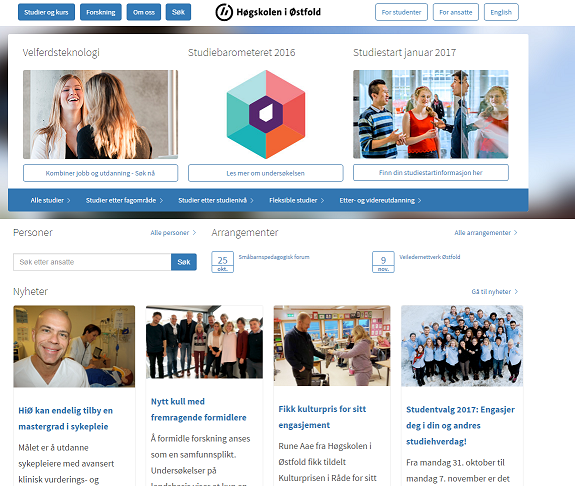 Studier og kurs
Forskning
Om oss
Søk
Høgskolen i Østfold
For studenter
For ansatte
English
Velferdsteknologi
Studiebarometeret 2016
Studiestart januar 2017
Kombiner jobb og utdanning - Søk nå
Les mer om undersøkelsen
Finn din studiestartinformasjon her
Alle studier
Studier etter fagområde
Studier etter studienivå
Fleksible studier
Etter- og videreutdanning
Personer
Alle personer
Arrangementer
Alle arrangementer
Søk etter ansatte
Søk
25
okt.
Småbarnspedagogisk forum
9
nov.
Veiledernettverk Østfold
Nyheter
Gå til nyheter
HiØ kan endelig tilby en
mastergrad i sykepleie
Målet er å utdanne
sykepleiere med avansert
klinisk vurderings- og
Nytt kull med
fremragende formidlere
Å formidle forskning anses
som en samfunnsplikt.
Undersøkelser på
Fikk kulturpris for sitt
engasjement
Rune Aae fra Høgskolen i
Østfold fikk tildelt
Kulturprisen i Råde for sitt
Studentvalg 2017: Engasjer
deg i din og andres
studiehverdag!
Fra mandag 31. oktober til
mandag 7. november er det